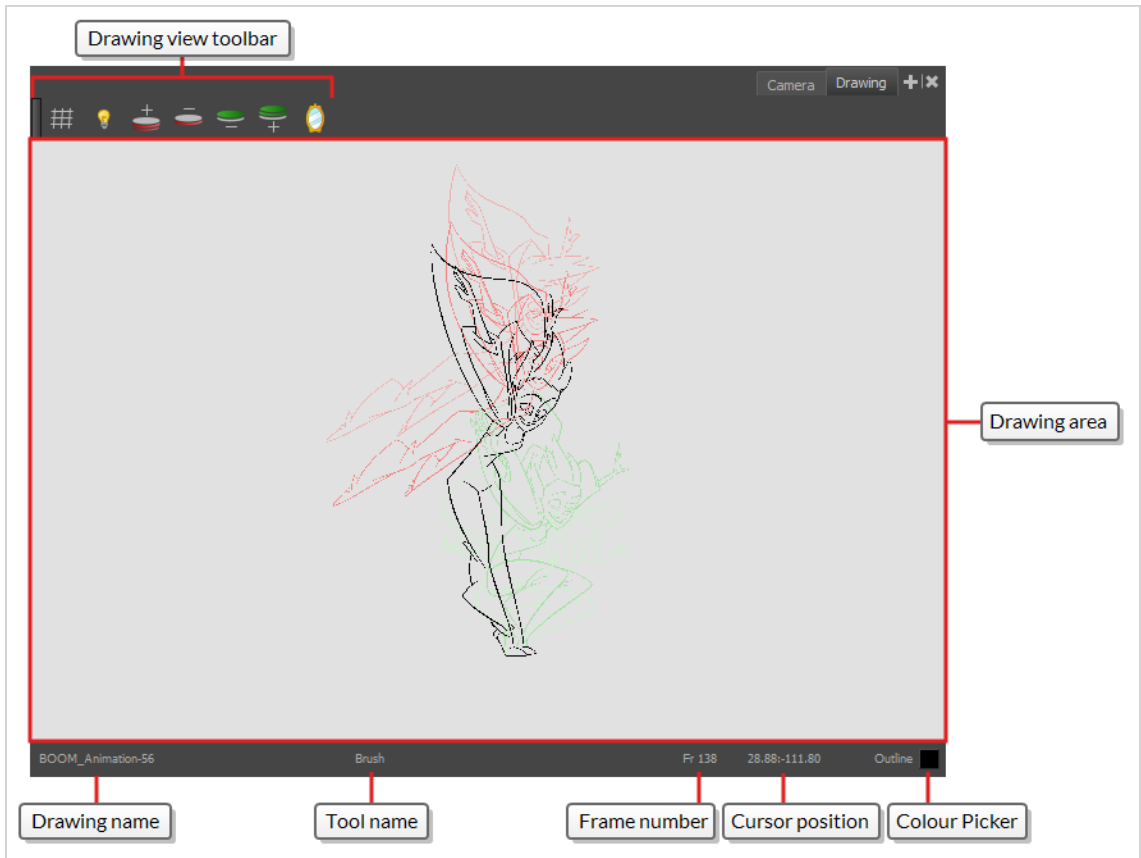 Drawing view toolbar
Camera
Drawing
Drawing area
BOOM_Animation-56
Brush
Fr 138
28.88:-111.80
Outline
Drawing name
Tool name
Frame number
Cursor position
Colour Picker